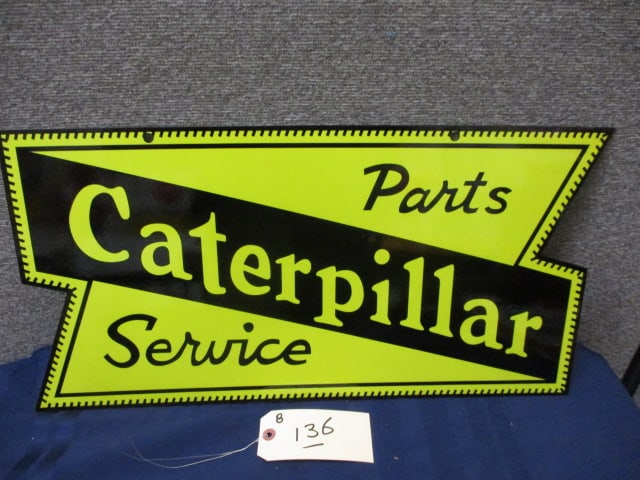 Parts
Caterpillar
Service
8
136